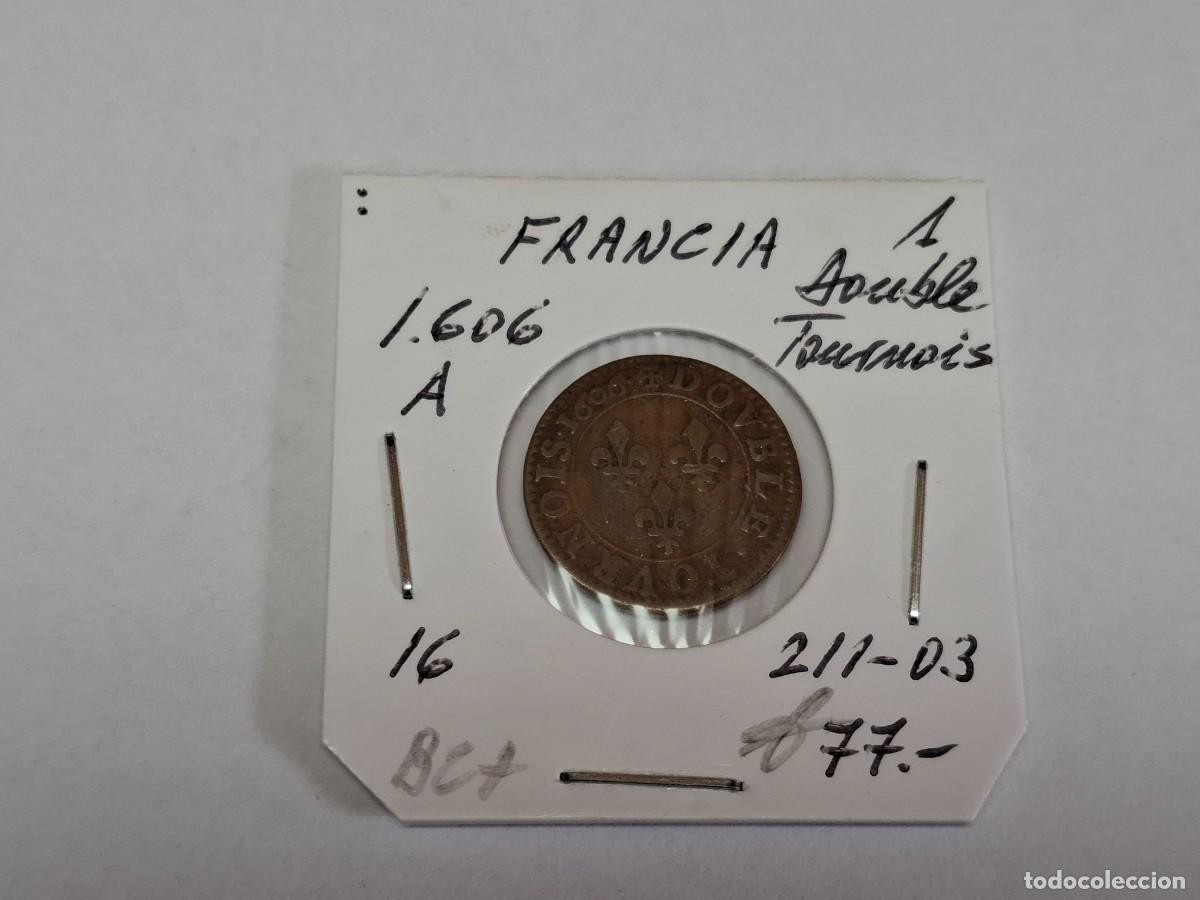 FRANCIA
1
Double
Tournois
1.606
A
+DOVBLE·TOVRNOIS·1606·
16
211-03
BC+
77.-
todocoleccion